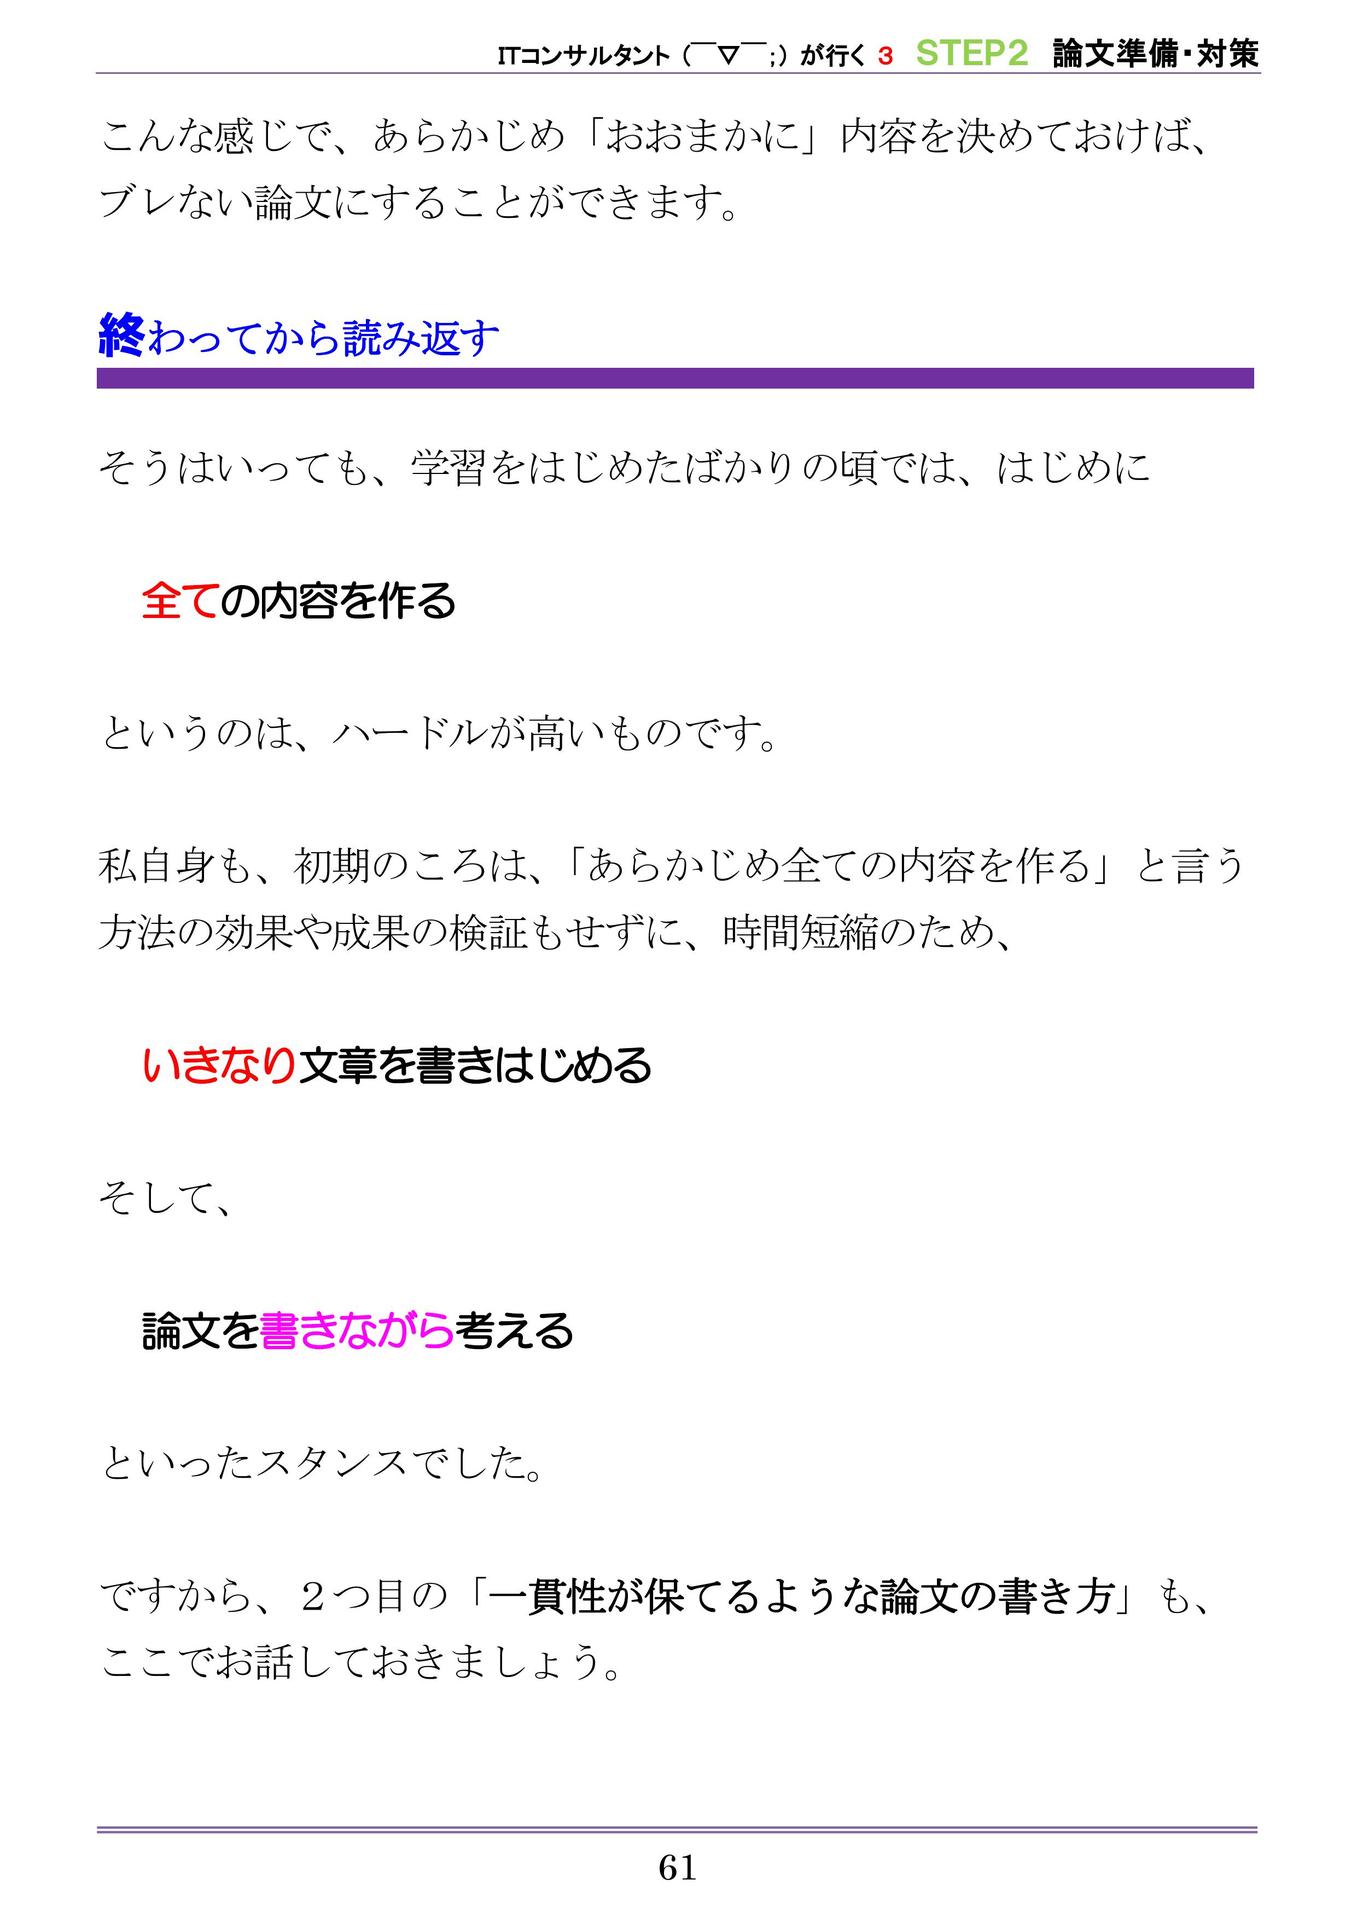 ITコンサルタント（￣▽￣;）が行く 3 STEP2 論文準備・対策
こんな感じで、あらかじめ「おおまかに」内容を決めておけば、
ブレない論文にすることができます。
終わってから読み返す
そうはいっても、学習をはじめたばかりの頃では、はじめに
全ての内容を作る
というのは、ハードルが高いものです。
私自身も、初期のころは、「あらかじめ全ての内容を作る」と言う
方法の効果や成果の検証もせずに、時間短縮のため、
いきなり文章を書きはじめる
そして、
論文を書きながら考える
といったスタンスでした。
ですから、２つ目の「一貫性が保てるような論文の書き方」も、
ここでお話しておきましょう。
61